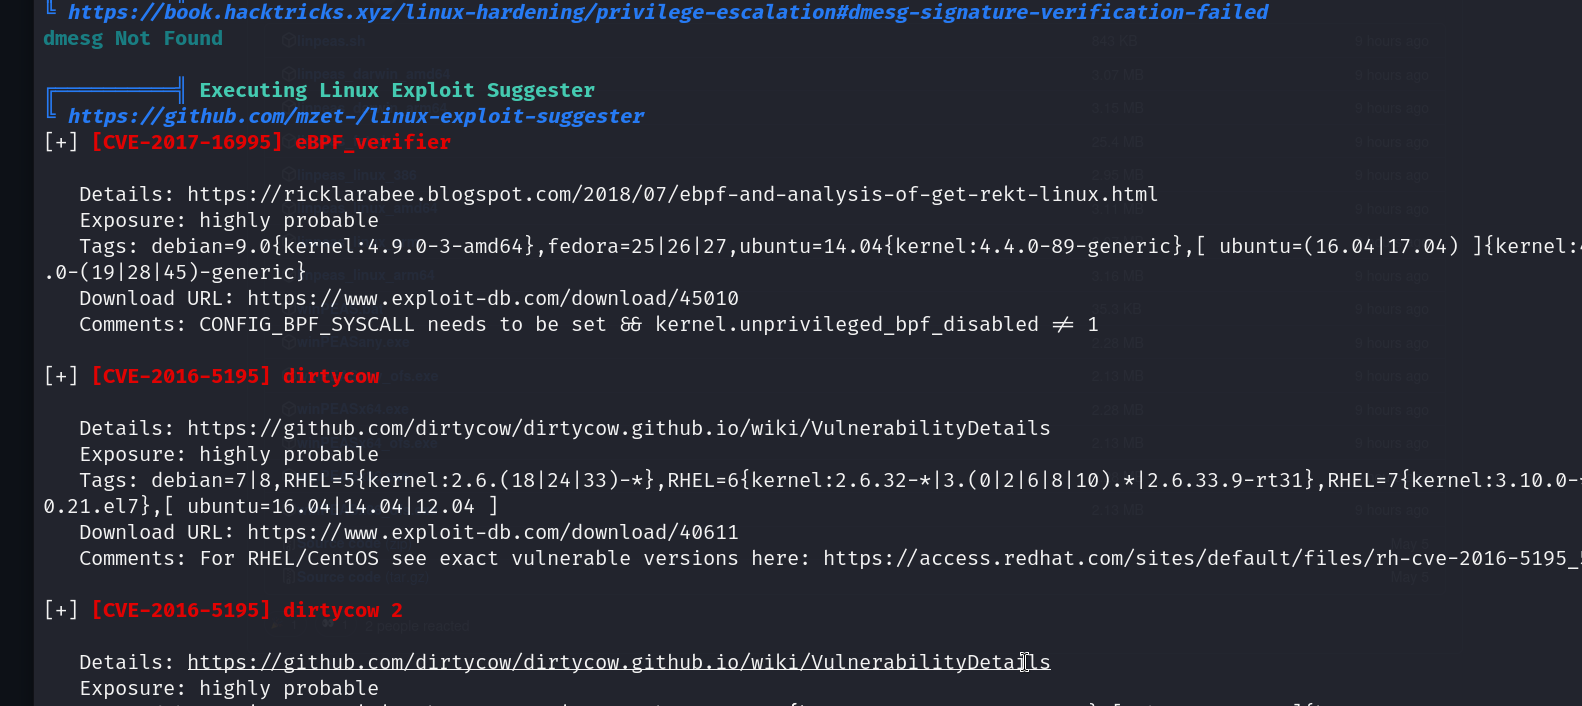 https://book.hacktricks.xyz/linux-hardening/privilege-escalation#dmesg-signature-verification-failed
dmesg Not Found
Executing Linux Exploit Suggester
https://github.com/mzet-/linux-exploit-suggester
[+] [CVE-2017-16995] eBPF_verifier
Details: https://ricklarabee.blogspot.com/2018/07/ebpf-and-analysis-of-get-rekt-linux.html
Exposure: highly probable
Tags: debian=9.0{kernel:4.9.0-3-amd64},fedora=25|26|27,ubuntu=14.04{kernel:4.4.0-89-generic},[ ubuntu=(16.04|17.04) ]{kernel:
.0-(19|28|45)-generic}
Download URL: https://www.exploit-db.com/download/45010
Comments: CONFIG_BPF_SYSCALL needs to be set && kernel.unprivileged_bpf_disabled != 1
[+] [CVE-2016-5195] dirtycow
Details: https://github.com/dirtycow/dirtycow.github.io/wiki/VulnerabilityDetails
Exposure: highly probable
Tags: debian=7|8,RHEL=5{kernel:2.6.(18|24|33)-*},RHEL=6{kernel:2.6.32-*|3.(0|2|6|8|10).*|2.6.33.9-rt31},RHEL=7{kernel:3.10.0-
0.21.el7},[ ubuntu=16.04|14.04|12.04 ]
Download URL: https://www.exploit-db.com/download/40611
Comments: For RHEL/CentOS see exact vulnerable versions here: https://access.redhat.com/sites/default/files/rh-cve-2016-5195_
[+] [CVE-2016-5195] dirtycow 2
Details: https://github.com/dirtycow/dirtycow.github.io/wiki/VulnerabilityDetails
Exposure: highly probable